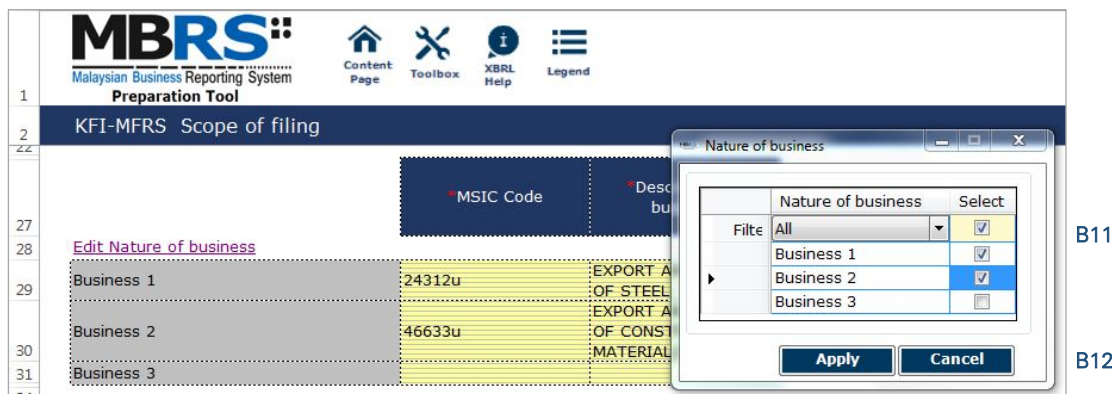 MBRS
Malaysian Business Reporting System
Preparation Tool
Content Page
Toolbox
XBRL Help
Legend
1
2
KFI-MFRS Scope of filing
22
27
*MSIC Code
*Desc
bu
28
Edit Nature of business
29
Business 1
24312u
EXPORT A
OF STEEL
30
Business 2
46633u
EXPORT A
OF CONST
MATERIAL
31
Business 3
Nature of business
Nature of business Select
Filte All
Business 1
Business 2
Business 3
Apply Cancel
B11
B12